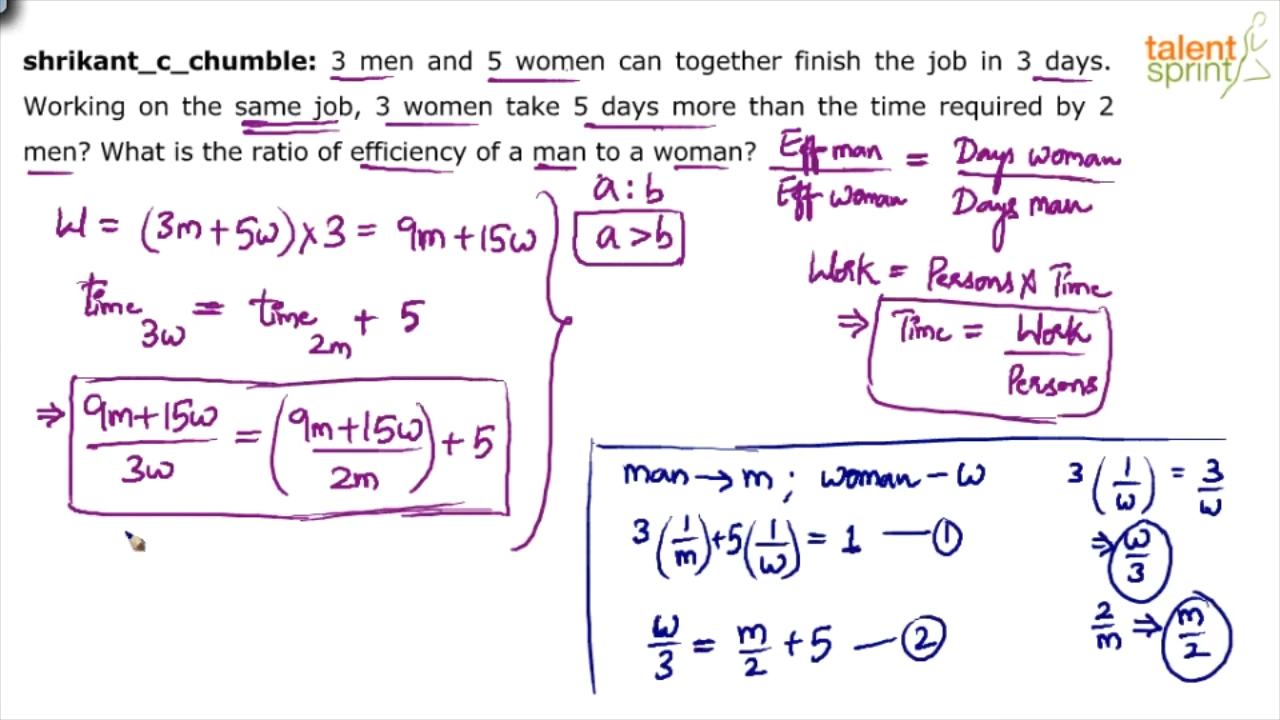 talent
sprint
shrikant_c_chumble: 3 men and 5 women can together finish the job in 3 days.
Working on the same job, 3 women take 5 days more than the time required by 2
men? What is the ratio of efficiency of a man to a woman?
Eff man / Eff woman = Days woman / Days man
a : b
a > b
W = (3m + 5w) x 3 = 9m + 15w
Work = Persons x Time
time 3w = time 2m + 5
⇒ Time = Work / Persons
⇒ (9m + 15w) / 3w = ((9m + 15w) / 2m) + 5
man → m ; woman - w
3 (1/m) + 5 (1/w) = 1 — ①
w/3 = m/2 + 5 — ②
3 (1/w) = 3/w
⇒ w/3
2/m ⇒ m/2